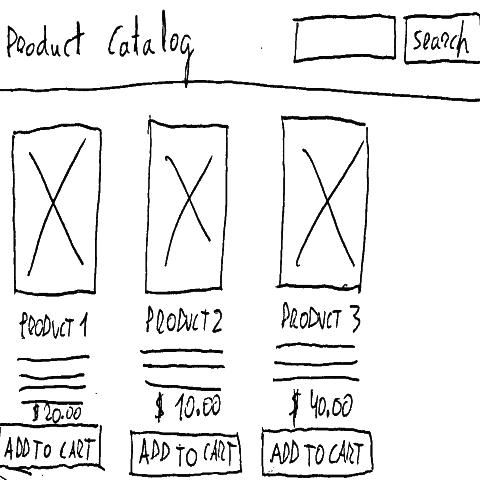 Product Catalog
Search
PRODUCT 1
PRODUCT 2
PRODUCT 3
$20.00
$ 10.00
$ 40.00
ADD TO CART
ADD TO CART
ADD TO CART